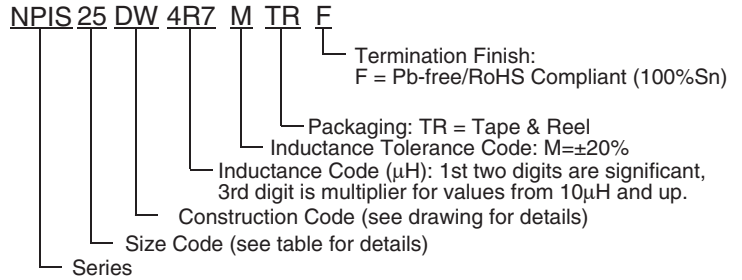 NPIS 25 DW 4R7 M TR F
Termination Finish:
F = Pb-free/RoHS Compliant (100%Sn)
Packaging: TR = Tape & Reel
Inductance Tolerance Code: M=±20%
Inductance Code (μH): 1st two digits are significant,
3rd digit is multiplier for values from 10μH and up.
Construction Code (see drawing for details)
Size Code (see table for details)
Series